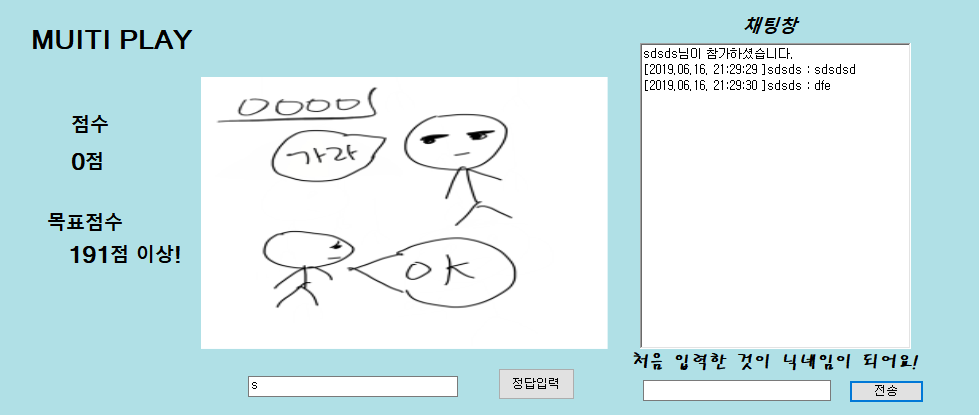 MUITI PLAY
점수
0점
목표점수
191점 이상!
OOOOS
가라
OK
s
정답입력
채팅창
sdsds님이 참가하셨습니다.
[2019.06.16. 21:29:29 ]sdsds : sdsdsd
[2019.06.16. 21:29:30 ]sdsds : dfe
처음 입력한 것이 닉네임이 되어요!
전송